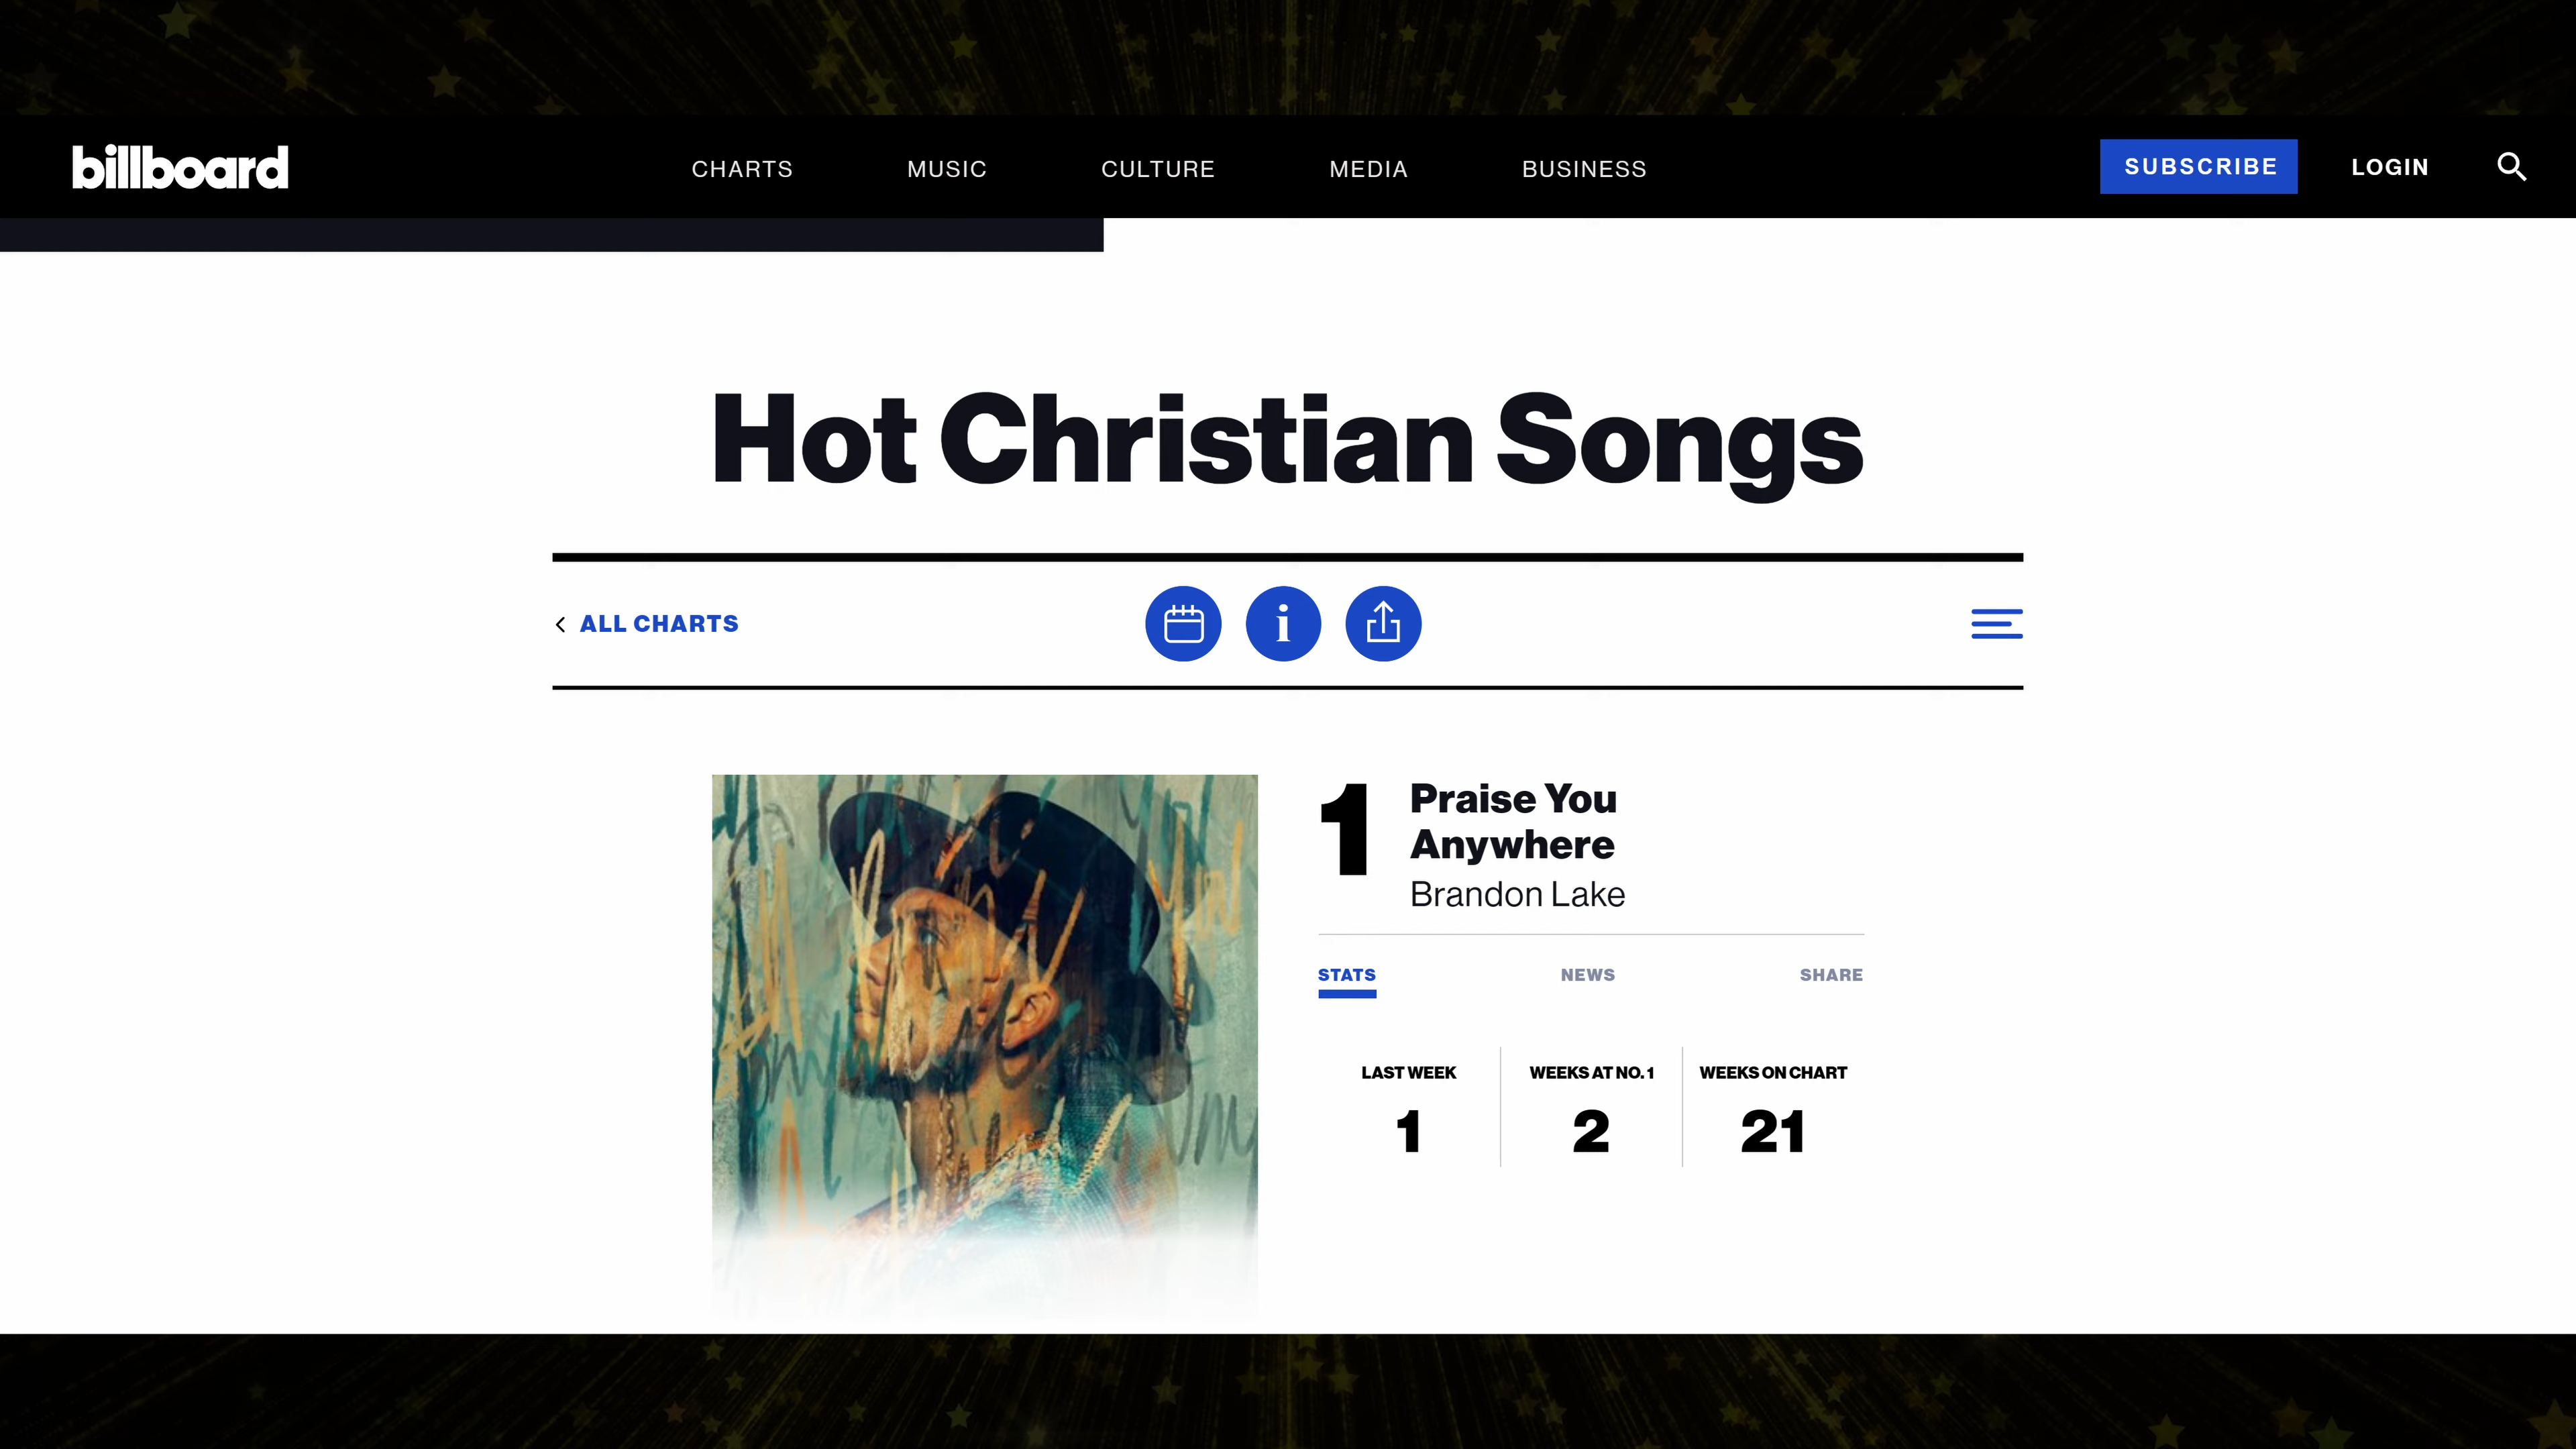 billboard
CHARTS MUSIC CULTURE MEDIA BUSINESS SUBSCRIBE LOGIN
Hot Christian Songs
ALL CHARTS
1 Praise You
Anywhere
Brandon Lake
STATS NEWS SHARE
LAST WEEK WEEKS AT NO. 1 WEEKS ON CHART
1 2 21